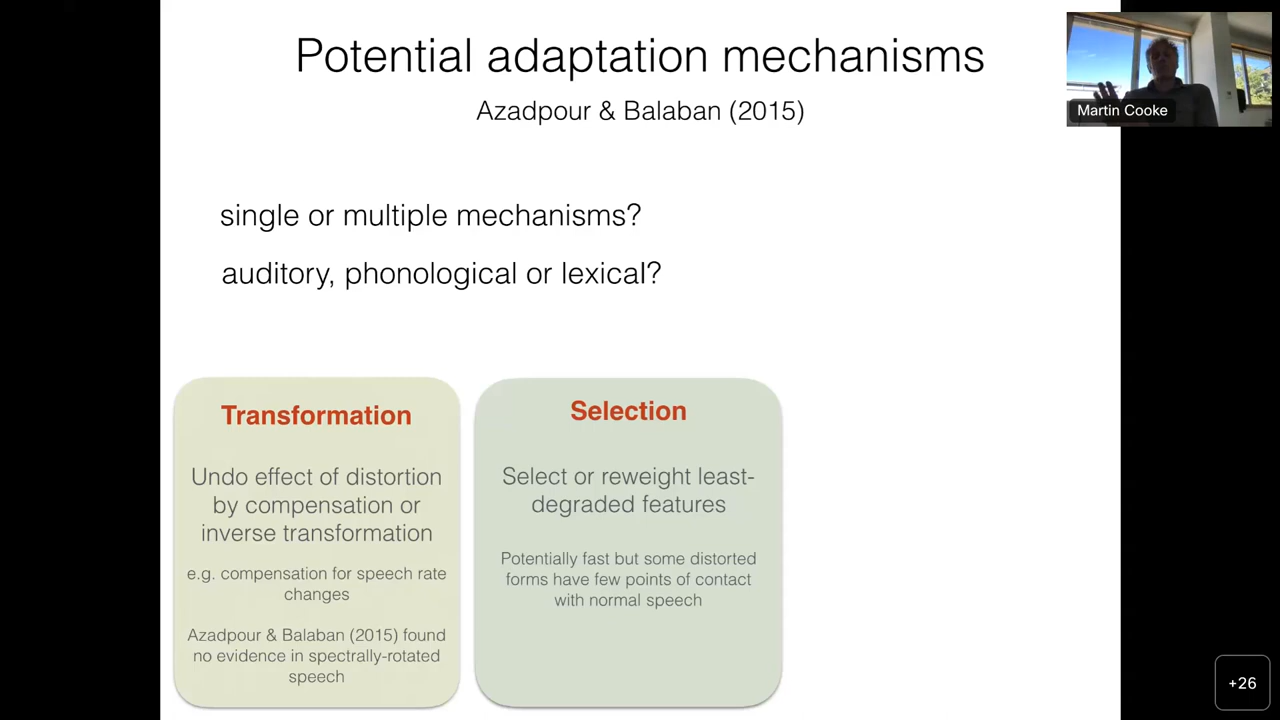 Potential adaptation mechanisms
Azadpour & Balaban (2015)
Martin Cooke
single or multiple mechanisms?
auditory, phonological or lexical?
Transformation
Undo effect of distortion
by compensation or
inverse transformation
e.g. compensation for speech rate
changes
Azadpour & Balaban (2015) found
no evidence in spectrally-rotated
speech
Selection
Select or reweight least-
degraded features
Potentially fast but some distorted
forms have few points of contact
with normal speech
+26